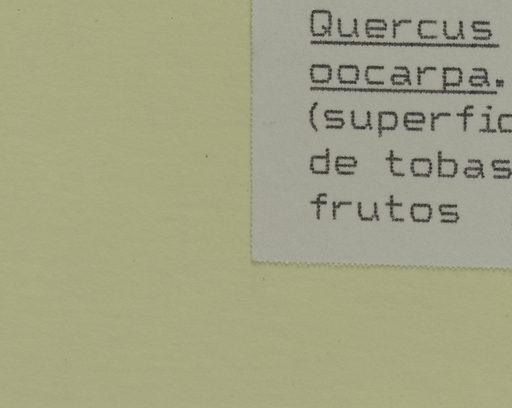 Quercus
oocarpa.
(superfic
de tobas
frutos